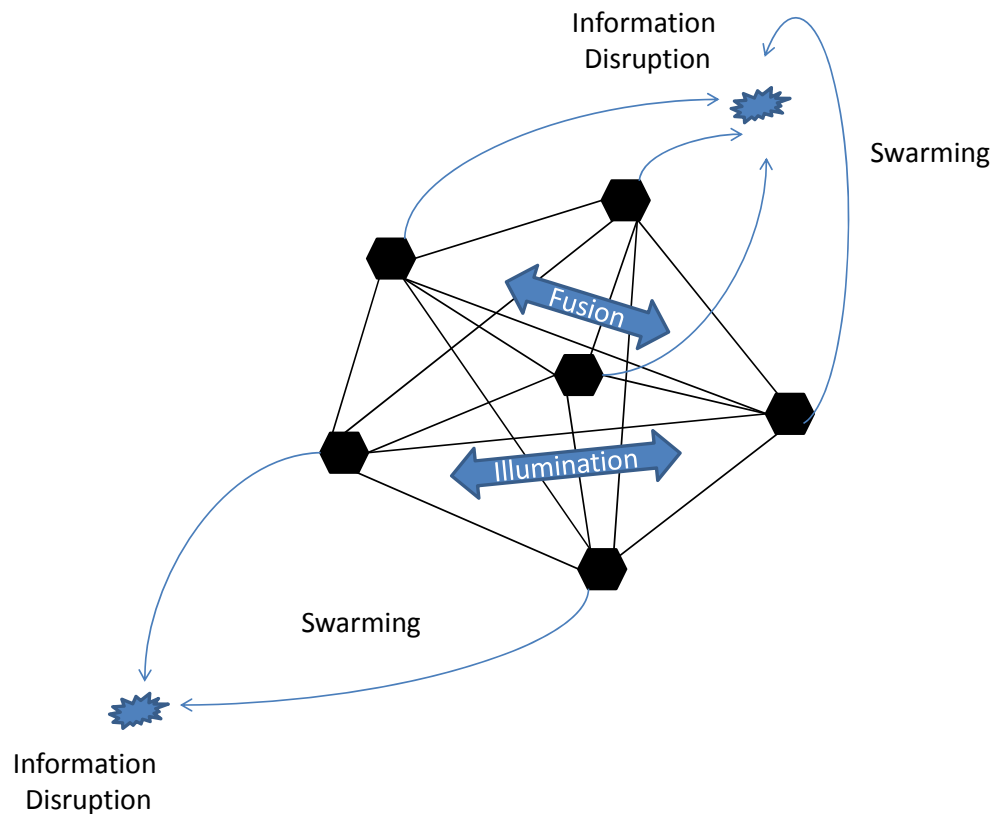 Information
Disruption
Swarming
Fusion
Illumination
Swarming
Information
Disruption